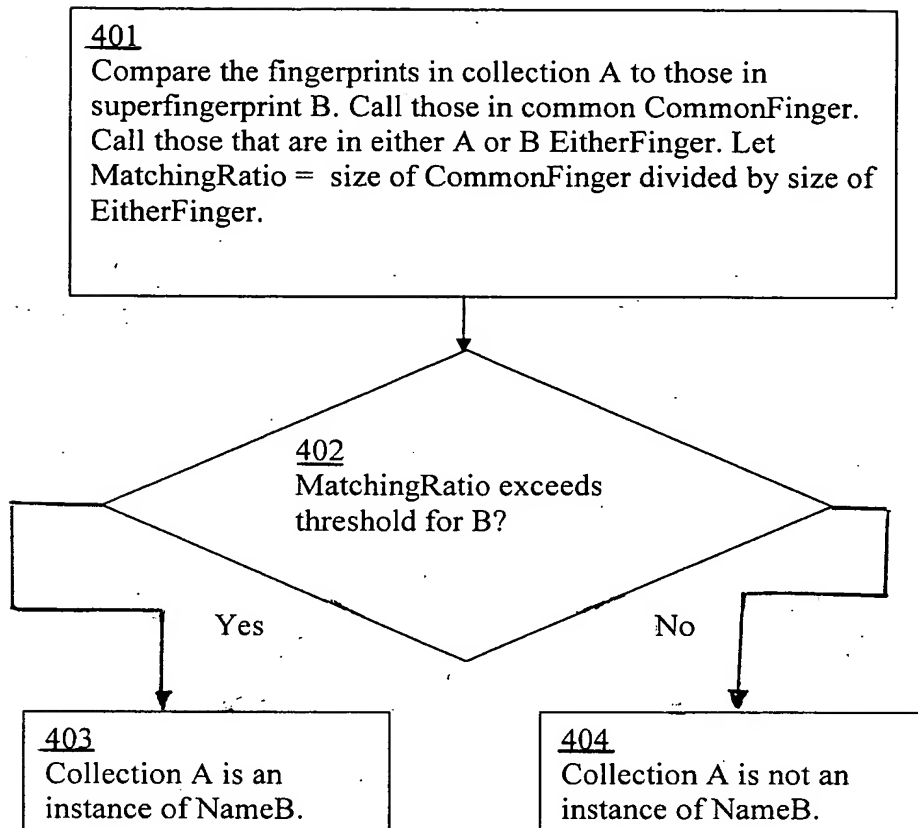 401
Compare the fingerprints in collection A to those in
superfingerprint B. Call those in common CommonFinger.
Call those that are in either A or B EitherFinger. Let
MatchingRatio = size of CommonFinger divided by size of
EitherFinger.
402
MatchingRatio exceeds
threshold for B?
Yes
No
403
Collection A is an
instance of NameB.
404
Collection A is not an
instance of NameB.